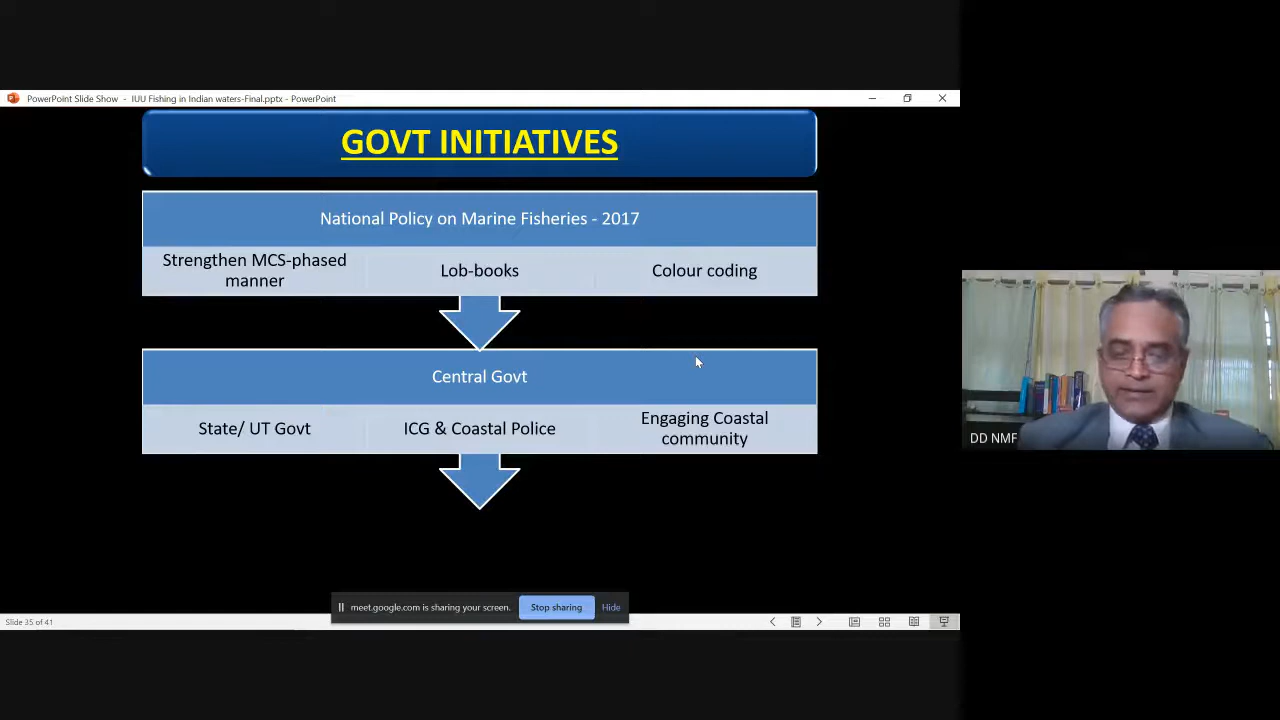 PowerPoint Slide Show - IUU Fishing in Indian waters-Final.pptx - PowerPoint
GOVT INITIATIVES
National Policy on Marine Fisheries - 2017
Strengthen MCS-phased
manner
Lob-books
Colour coding
Central Govt
State/ UT Govt
ICG & Coastal Police
Engaging Coastal
community
DD NMF
meet.google.com is sharing your screen.
Stop sharing
Hide
Slide 35 of 41